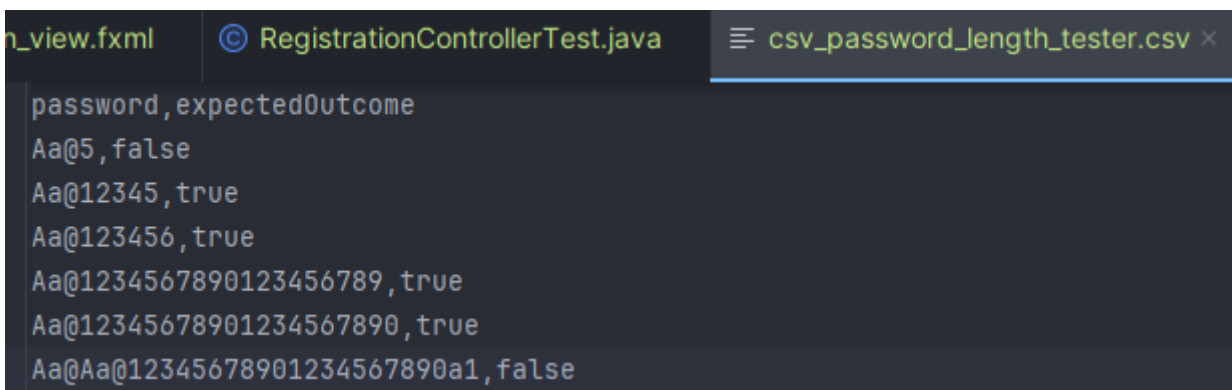 n_view.fxml RegistrationControllerTest.java csv_password_length_tester.csv
password,expectedOutcome
Aa@5,false
Aa@12345,true
Aa@123456,true
Aa@1234567890123456789,true
Aa@12345678901234567890,true
Aa@Aa@12345678901234567890a1,false